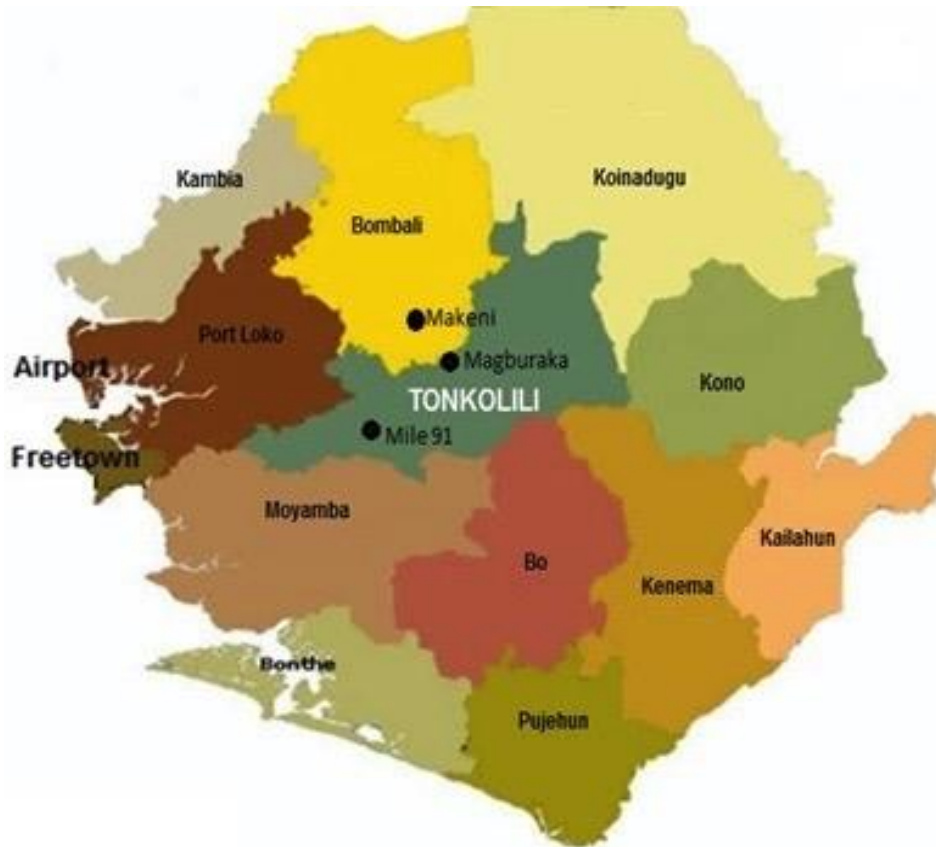 Kambia
Koinadugu
Bombali
Makeni
Port Loko
Magburaka
Airport
Kono
TONKOLILI
Mile 91
Freetown
Moyamba
Kailahun
Bo
Kenema
Bonthe
Pujehun